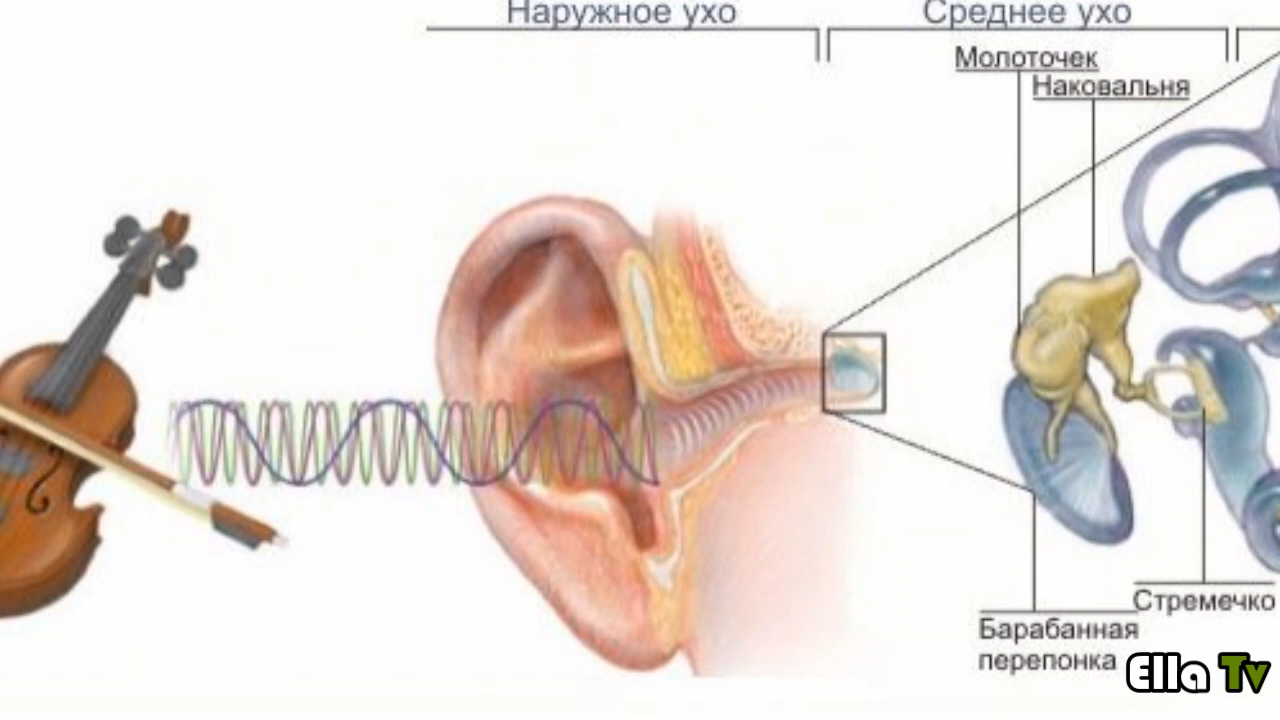 Наружное ухо
Среднее ухо
Молоточек
Наковальня
Стремечко
Барабанная
перепонка
Ella Tv